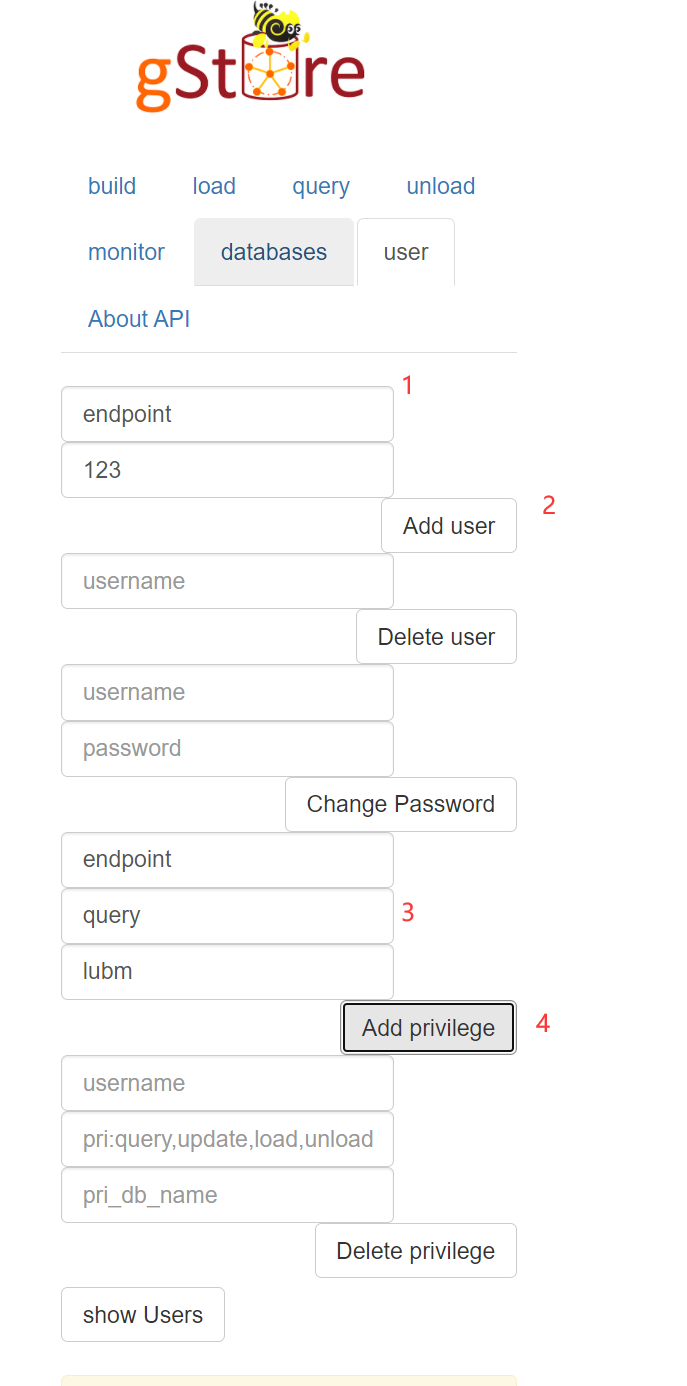 gStore
build load query unload
monitor databases user
About API
1
endpoint
123
2
Add user
username
Delete user
username
password
Change Password
endpoint
query 3
lubm
Add privilege 4
username
pri:query,update,load,unload
pri_db_name
Delete privilege
show Users